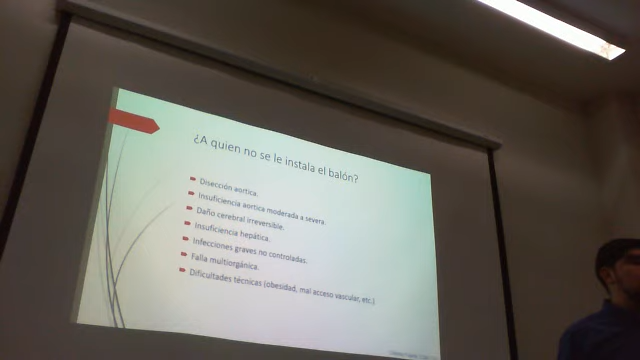 ¿A quien no se le instala el balón?
Disección aortica.
Insuficiencia aortica moderada a severa.
Daño cerebral irreversible.
Insuficiencia hepática.
Infecciones graves no controladas.
Falla multiorgánica.
Dificultades técnicas (obesidad, mal acceso vascular, etc.)